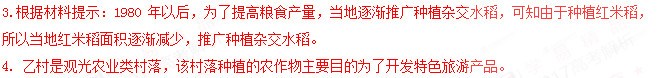 3.根据材料提示：1980 年以后，为了提高粮食产量，当地逐渐推广种植杂交水稻，可知由于种植红米稻，
所以当地红米稻面积逐渐减少，推广种植杂交水稻。
4. 乙村是观光农业类村落，该村落种植的农作物主要目的为了开发特色旅游产品。